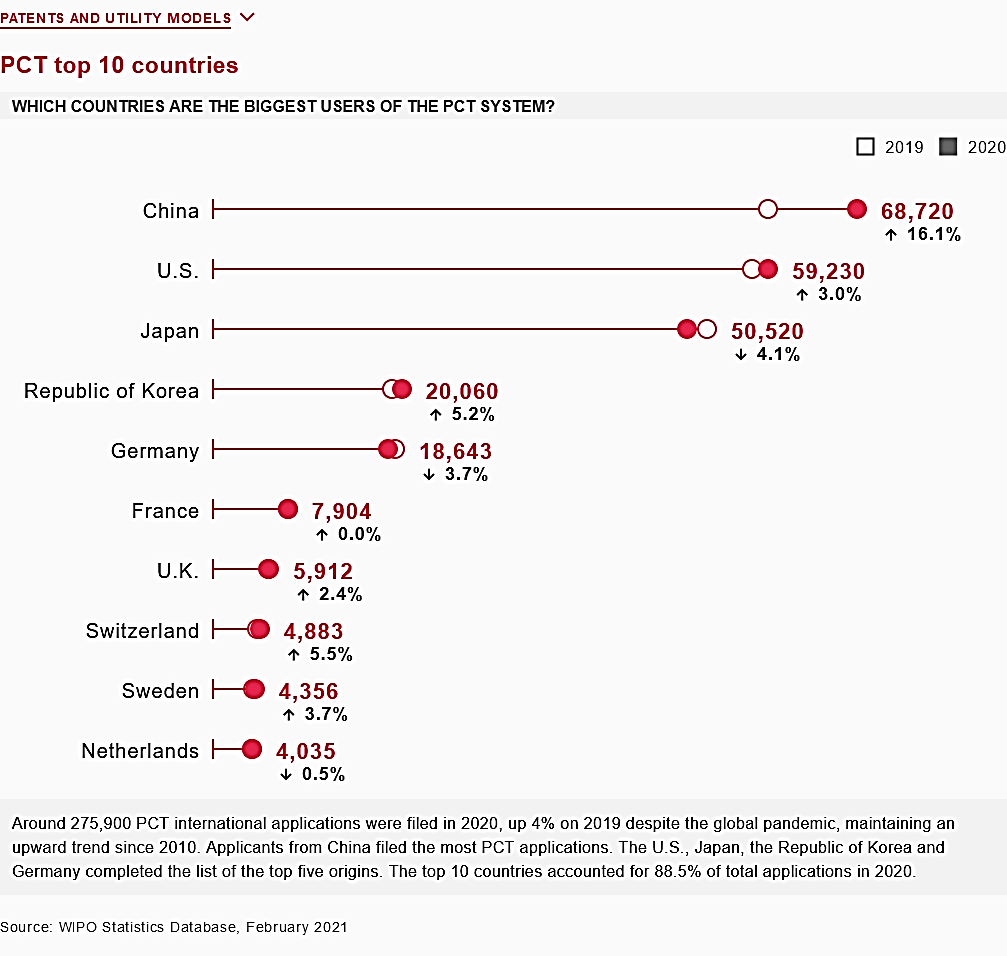 PATENTS AND UTILITY MODELS
PCT top 10 countries
WHICH COUNTRIES ARE THE BIGGEST USERS OF THE PCT SYSTEM?
2019 2020
China 68,720
↑ 16.1%
U.S. 59,230
↑ 3.0%
Japan 50,520
↓ 4.1%
Republic of Korea 20,060
↑ 5.2%
Germany 18,643
↓ 3.7%
France 7,904
↑ 0.0%
U.K. 5,912
↑ 2.4%
Switzerland 4,883
↑ 5.5%
Sweden 4,356
↑ 3.7%
Netherlands 4,035
↓ 0.5%
Around 275,900 PCT international applications were filed in 2020, up 4% on 2019 despite the global pandemic, maintaining an
upward trend since 2010. Applicants from China filed the most PCT applications. The U.S., Japan, the Republic of Korea and
Germany completed the list of the top five origins. The top 10 countries accounted for 88.5% of total applications in 2020.
Source: WIPO Statistics Database, February 2021